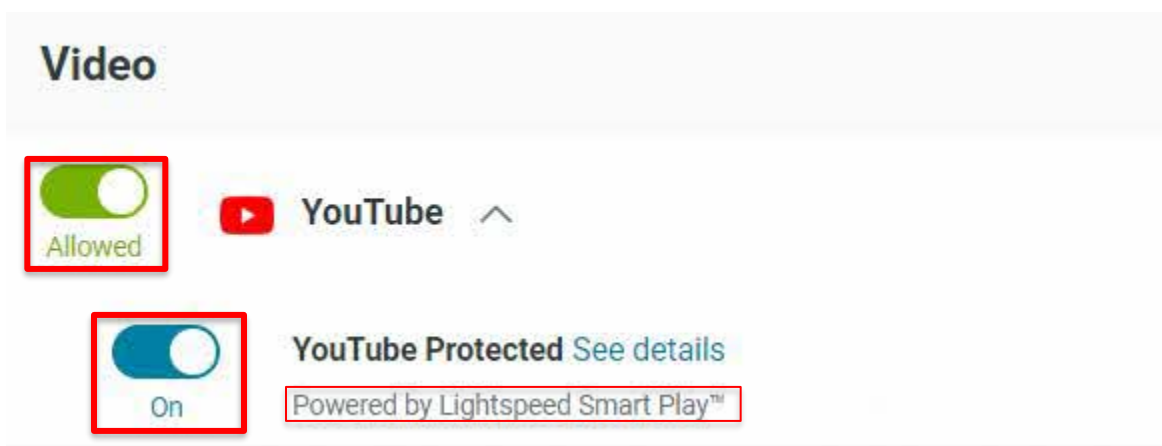 Video
Allowed
YouTube
YouTube Protected See details
On
Powered by Lightspeed Smart Play™